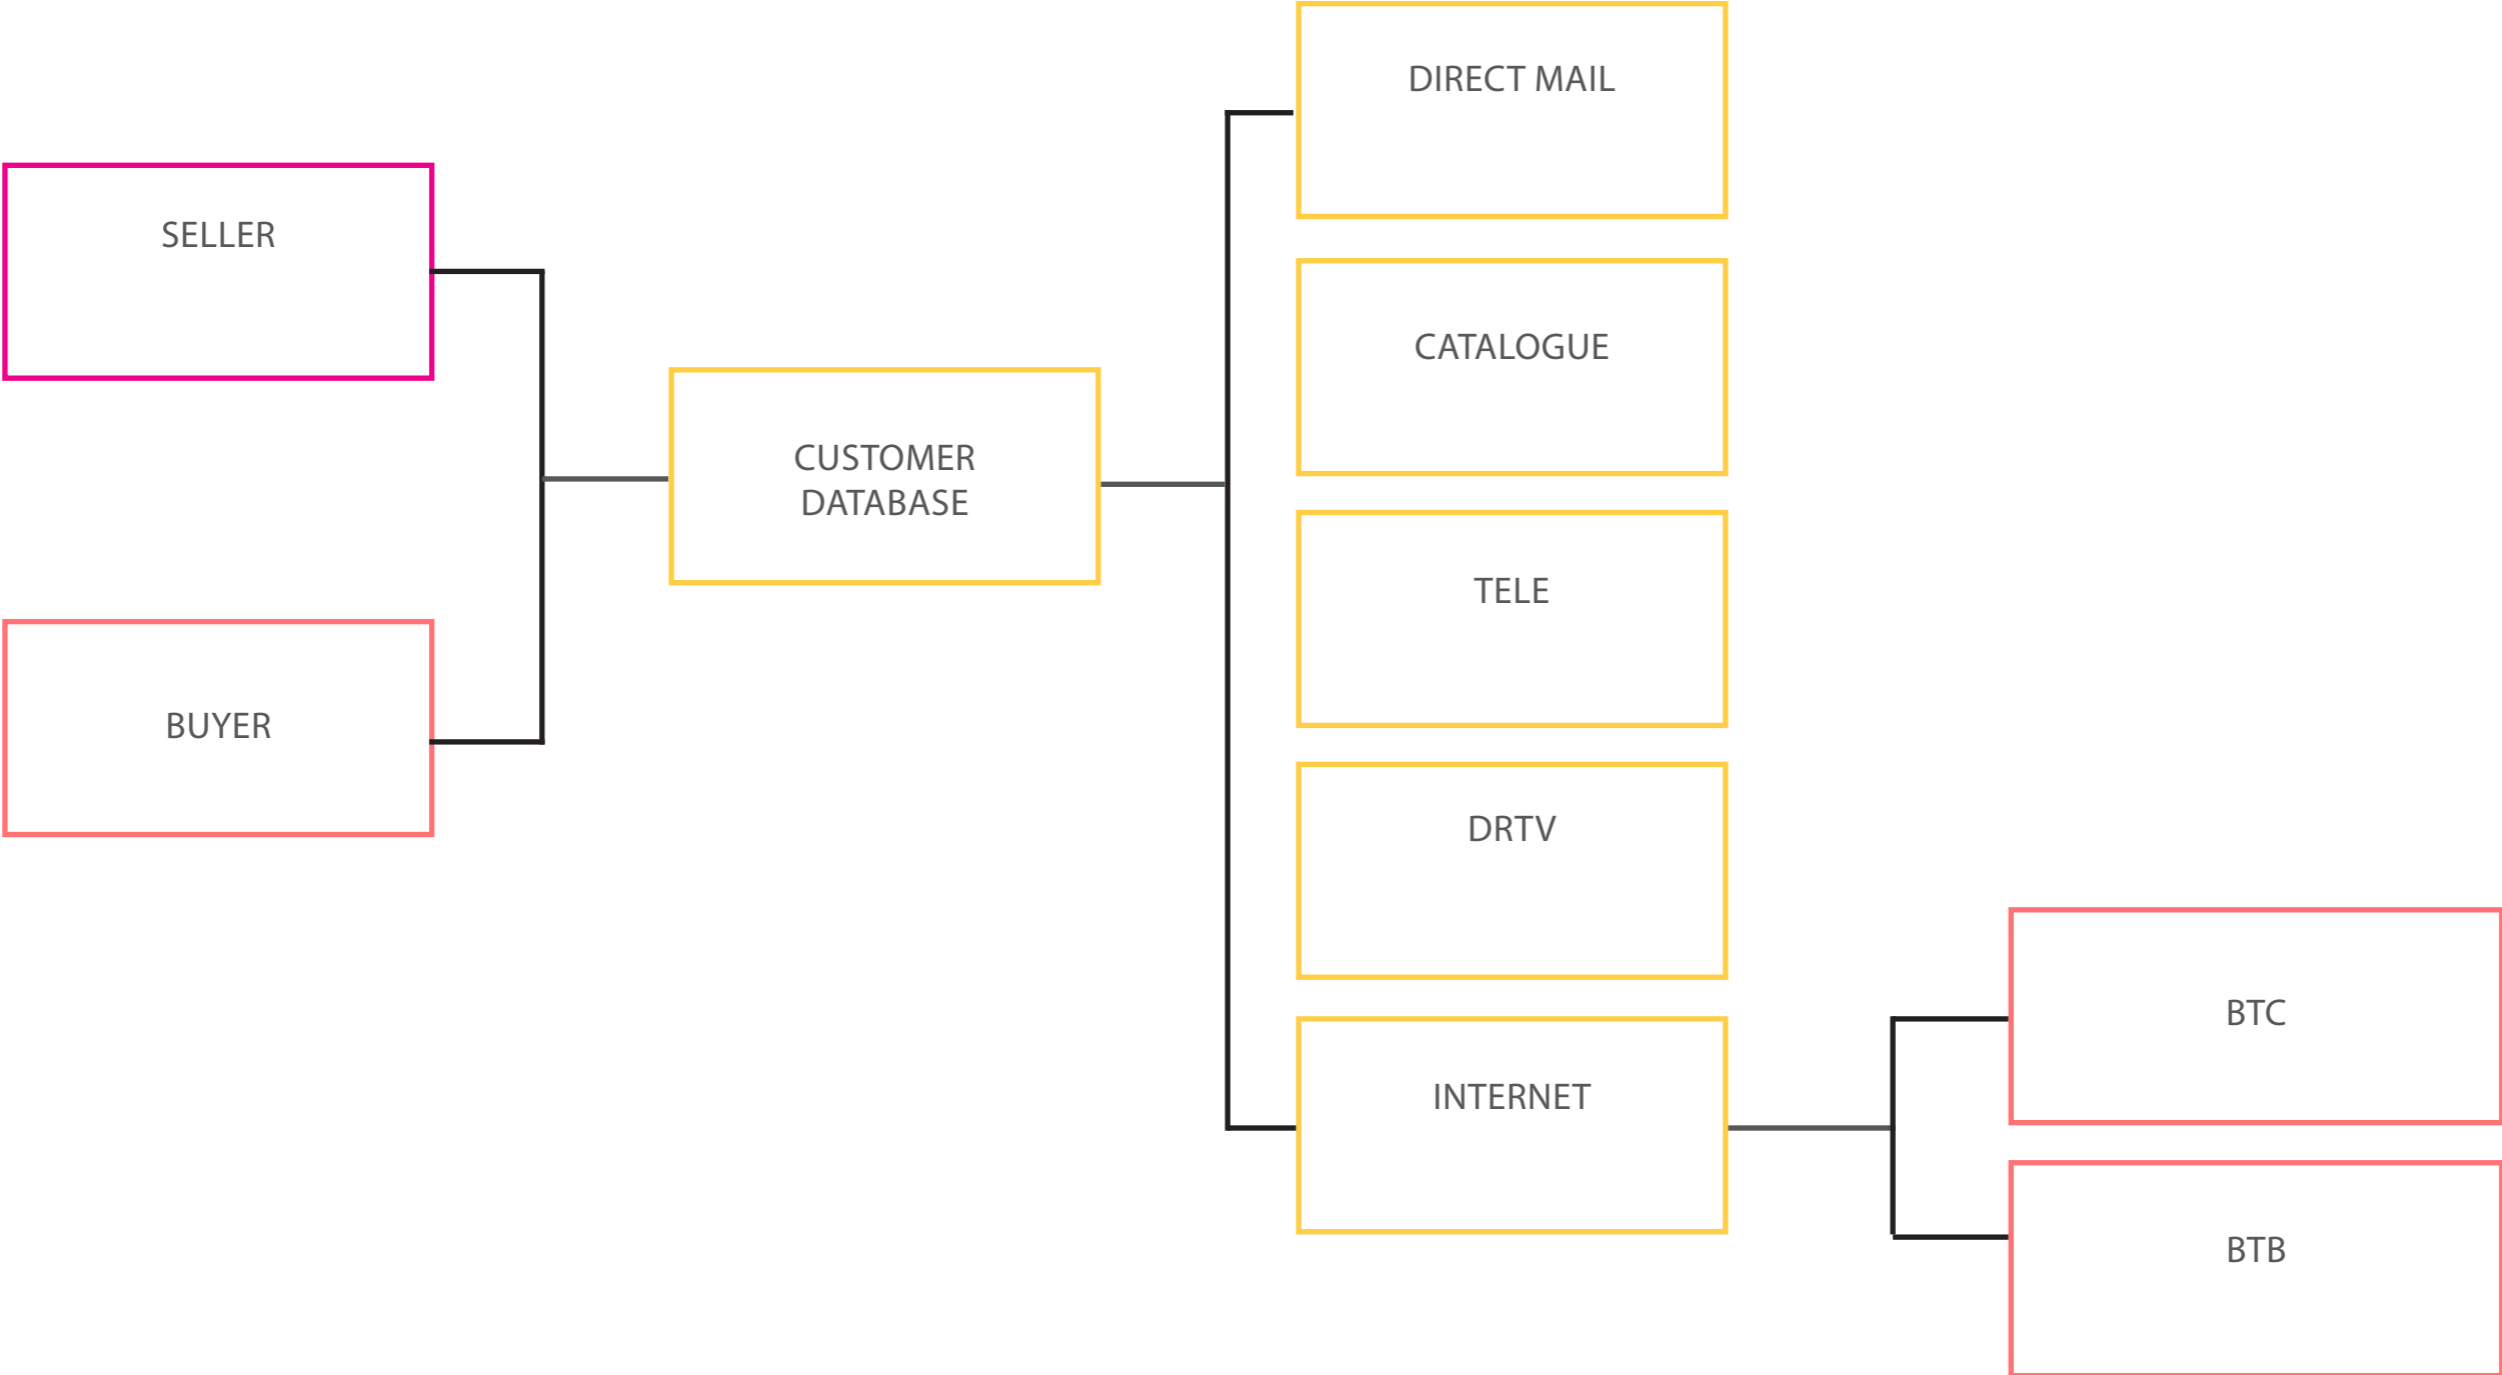 SELLER
BUYER
CUSTOMER
DATABASE
DIRECT MAIL
CATALOGUE
TELE
DRTV
INTERNET
BTC
BTB